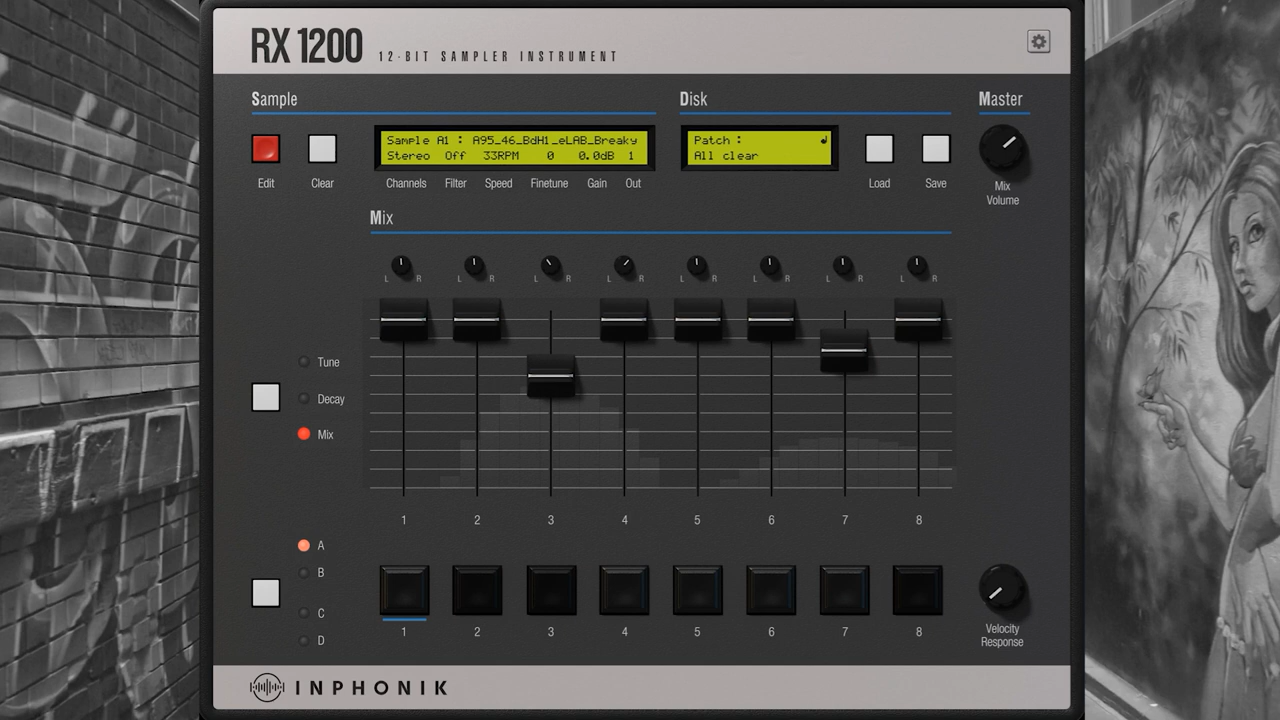 RX 1200 12-BIT SAMPLER INSTRUMENT
Sample Disk Master
Sample A1 : A95_46_BdH1_eLAB_Breaky
Stereo Off 33RPM 0 0.0dB 1
Patch :
All clear
Edit Clear Channels Filter Speed Finetune Gain Out Load Save
Mix
Volume
Mix
L R L R L R L R L R L R L R L R
Tune
Decay
Mix
1 2 3 4 5 6 7 8
A
B
C
D
1 2 3 4 5 6 7 8
Velocity
Response
INPHONIK